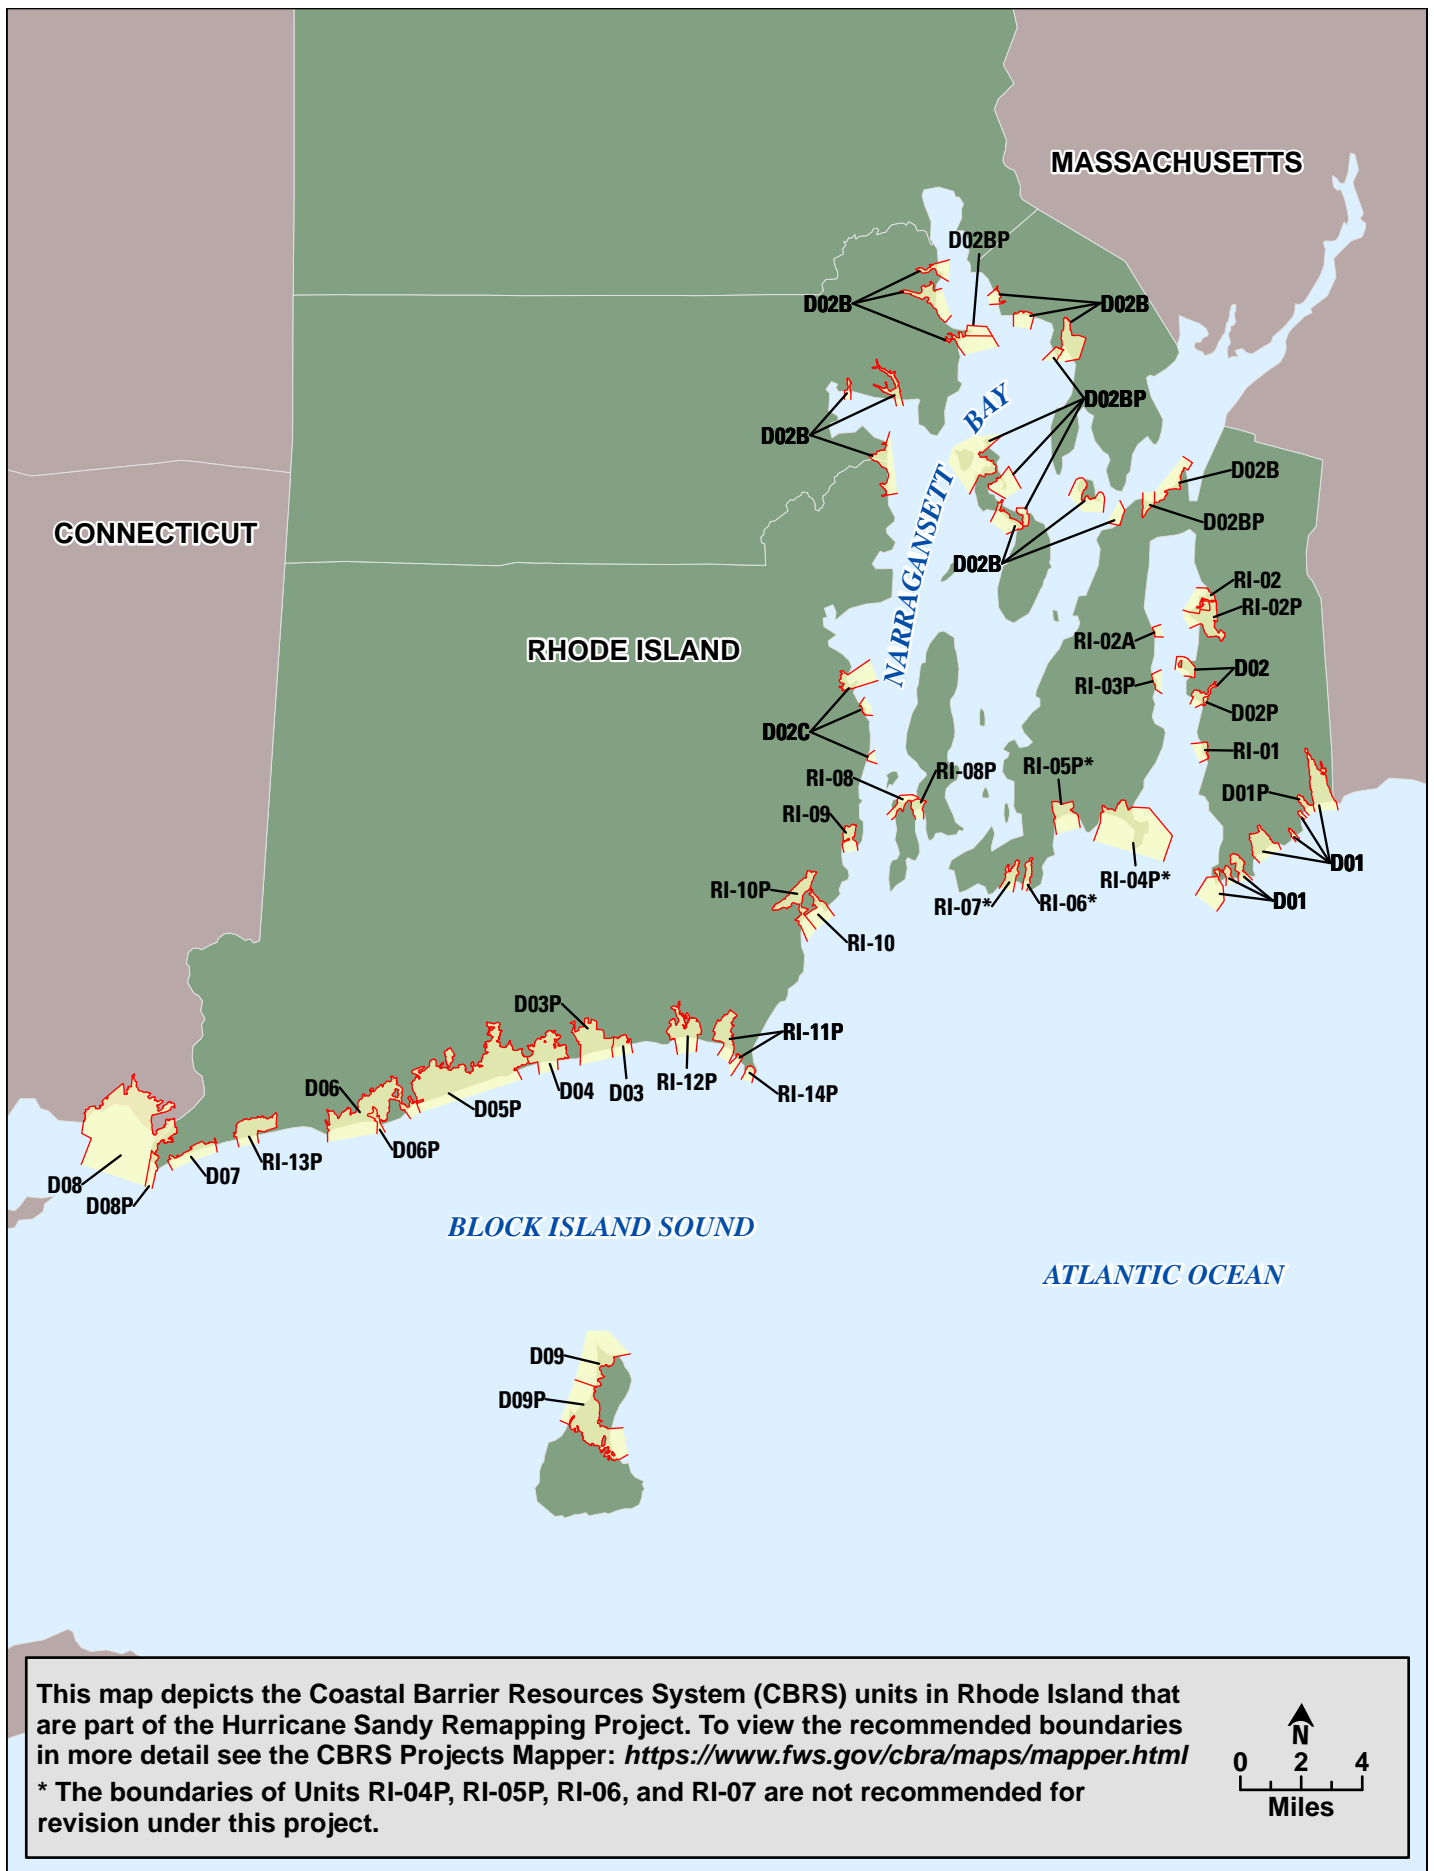 MASSACHUSETTS
D02BP
D02B
D02B
D02BP
D02B
BAY
NARRAGANSETT
D02B
D02BP
D02B
CONNECTICUT
RI-02
RI-02P
RI-02A
RHODE ISLAND
D02
RI-03P
D02P
D02C
RI-01
RI-05P*
RI-08P
RI-08
D01P
RI-09
D01
RI-04P*
RI-10P
D01
RI-07*
RI-06*
RI-10
D03P
RI-11P
D06
D04
D03
RI-12P
RI-14P
D05P
D06P
RI-13P
D07
D08
D08P
BLOCK ISLAND SOUND
ATLANTIC OCEAN
D09
D09P
This map depicts the Coastal Barrier Resources System (CBRS) units in Rhode Island that
are part of the Hurricane Sandy Remapping Project. To view the recommended boundaries
in more detail see the CBRS Projects Mapper: https://www.fws.gov/cbra/maps/mapper.html
* The boundaries of Units RI-04P, RI-05P, RI-06, and RI-07 are not recommended for
revision under this project.
N
0 2 4
Miles